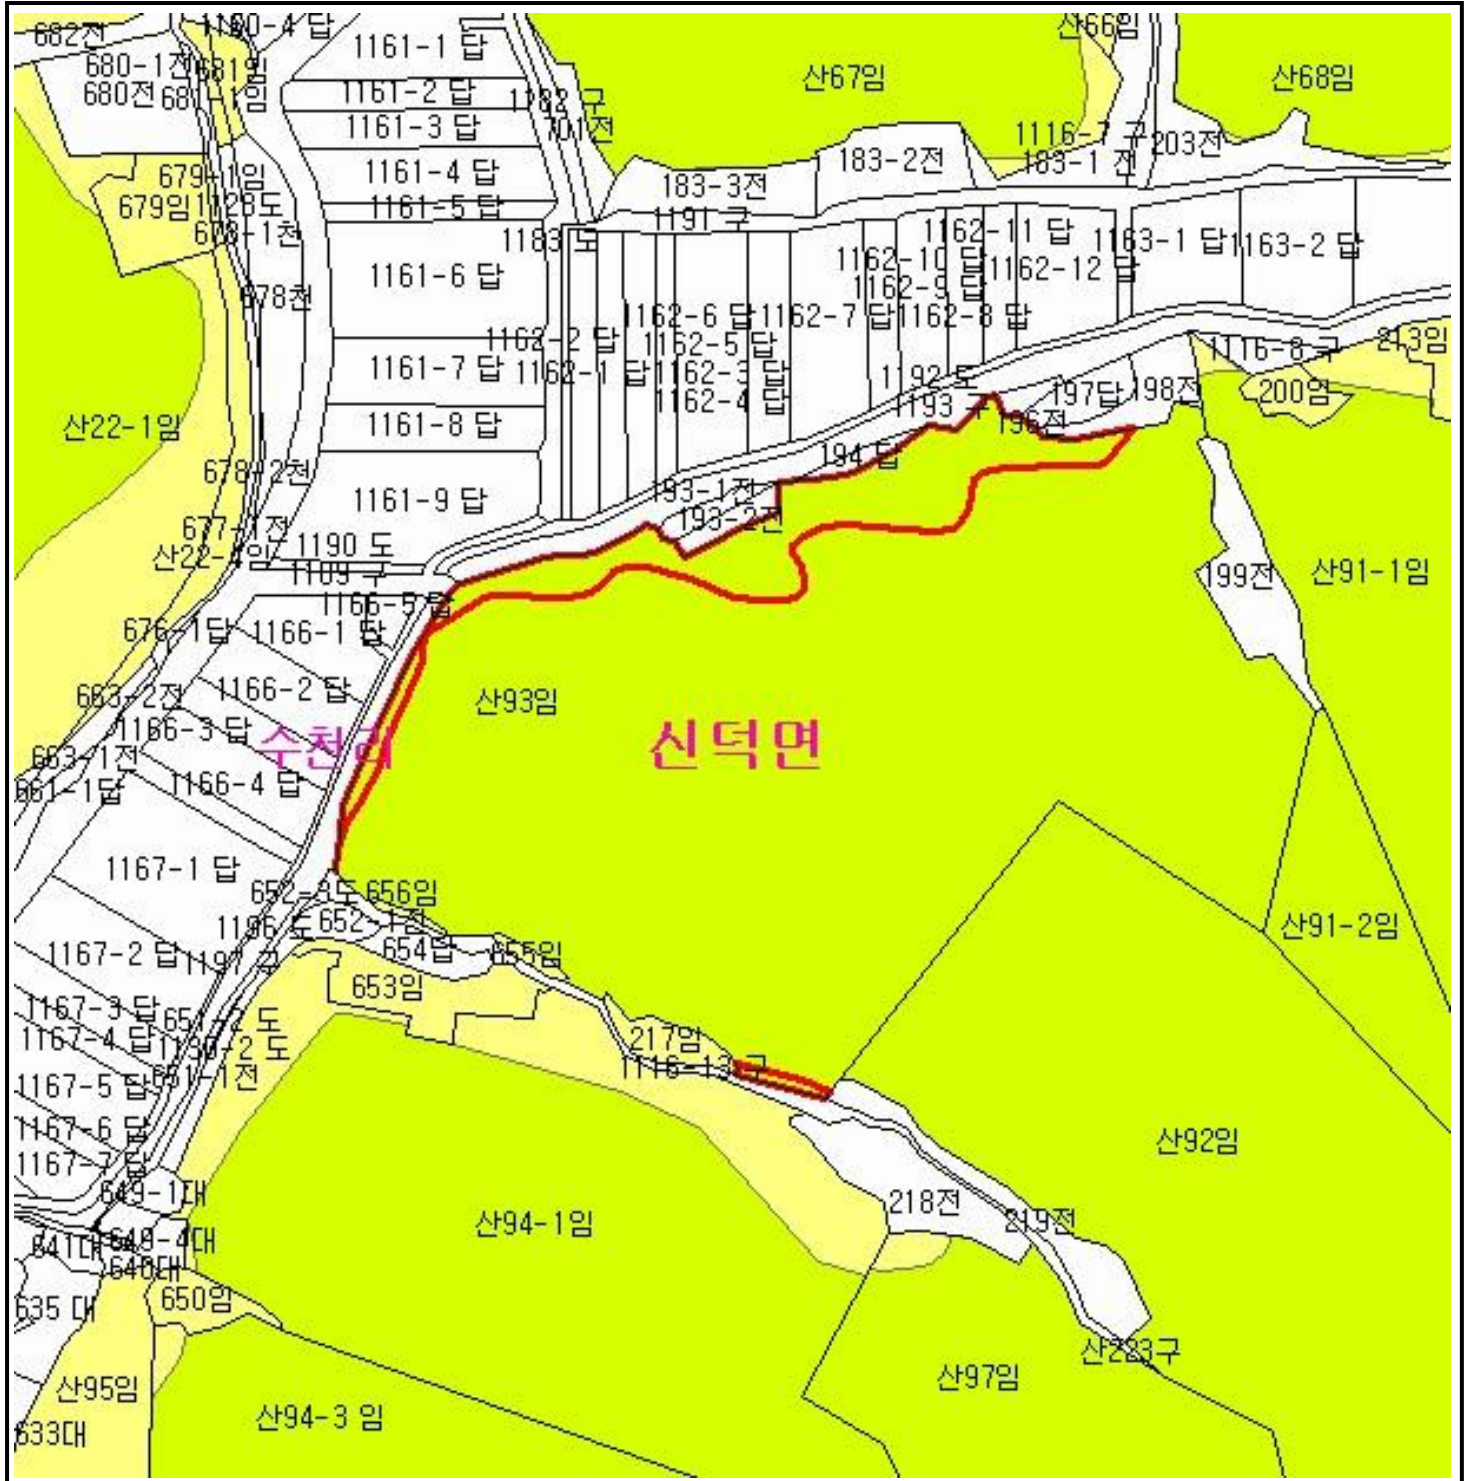 682전
1160-4 답
1161-1 답
산66임
산67임
산68임
680-1전
681임
680전
1161-2 답
1182 구
701전
1161-3 답
1116-7 구
203전
183-2전
183-1 전
679-1임
1161-4 답
183-3전
679임
1128도
1161-5 답
1191 구
678-1천
1183 도
1162-11 답
1163-1 답
1163-2 답
1161-6 답
1162-10 답
1162-12 답
1162-9 답
678천
1162-6 답
1162-7 답
1162-8 답
1162-2 답
1162-5 답
1116-8 구
213임
1161-7 답
1162-1 답
1162-3 답
1192 도
197답
198전
200임
1162-4 답
1193 구
196전
산22-1임
1161-8 답
194 답
678-2천
1161-9 답
193-1전
193-2전
677-1전
1190 도
산22-4임
199전
산91-1임
1166-5 답
676-1답
1166-1 답
663-2전
1166-2 답
산93임
1166-3 답
수천리
신덕면
663-1전
661-1답
1166-4 답
1167-1 답
652-3도
656임
1196 도
652-1전
산91-2임
1167-2 답
1197 구
654답
655임
653임
1167-3 답
1167-4 답
217임
1116-13 구
1167-5 답
651-1전
1167-6 답
산92임
1167-7 답
649-1대
218전
219전
산94-1임
641대
649-4대
640대
635 대
650임
산223구
산95임
산97임
산94-3 임
633대